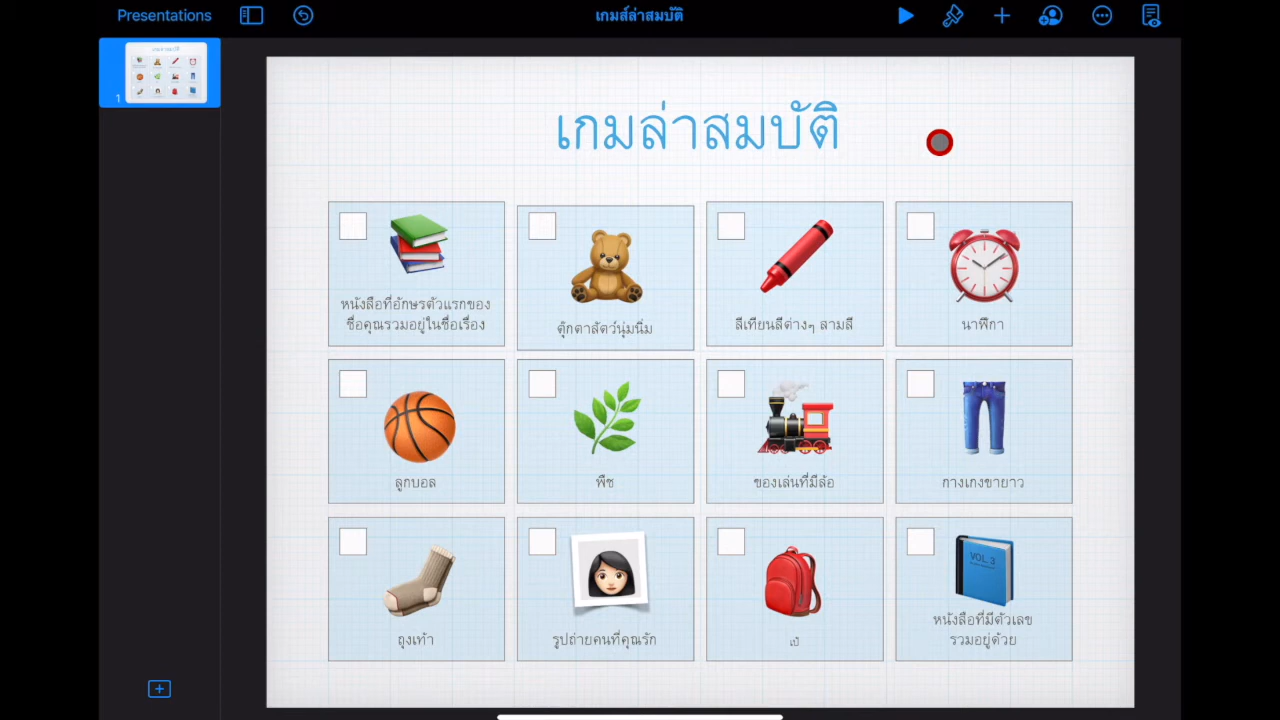 Presentations
เกมส์ล่าสมบัติ
1
เกมล่าสมบัติ
หนังสือที่อักษรตัวแรกของ
ชื่อคุณรวมอยู่ในชื่อเรื่อง
ตุ๊กตาสัตว์นุ่มนิ่ม
สีเทียนสีต่างๆ สามสี
นาฬิกา
ลูกบอล
พืช
ของเล่นที่มีล้อ
กางเกงขายาว
ถุงเท้า
รูปถ่ายคนที่คุณรัก
เป้
VOL. 3
หนังสือที่มีตัวเลข
รวมอยู่ด้วย